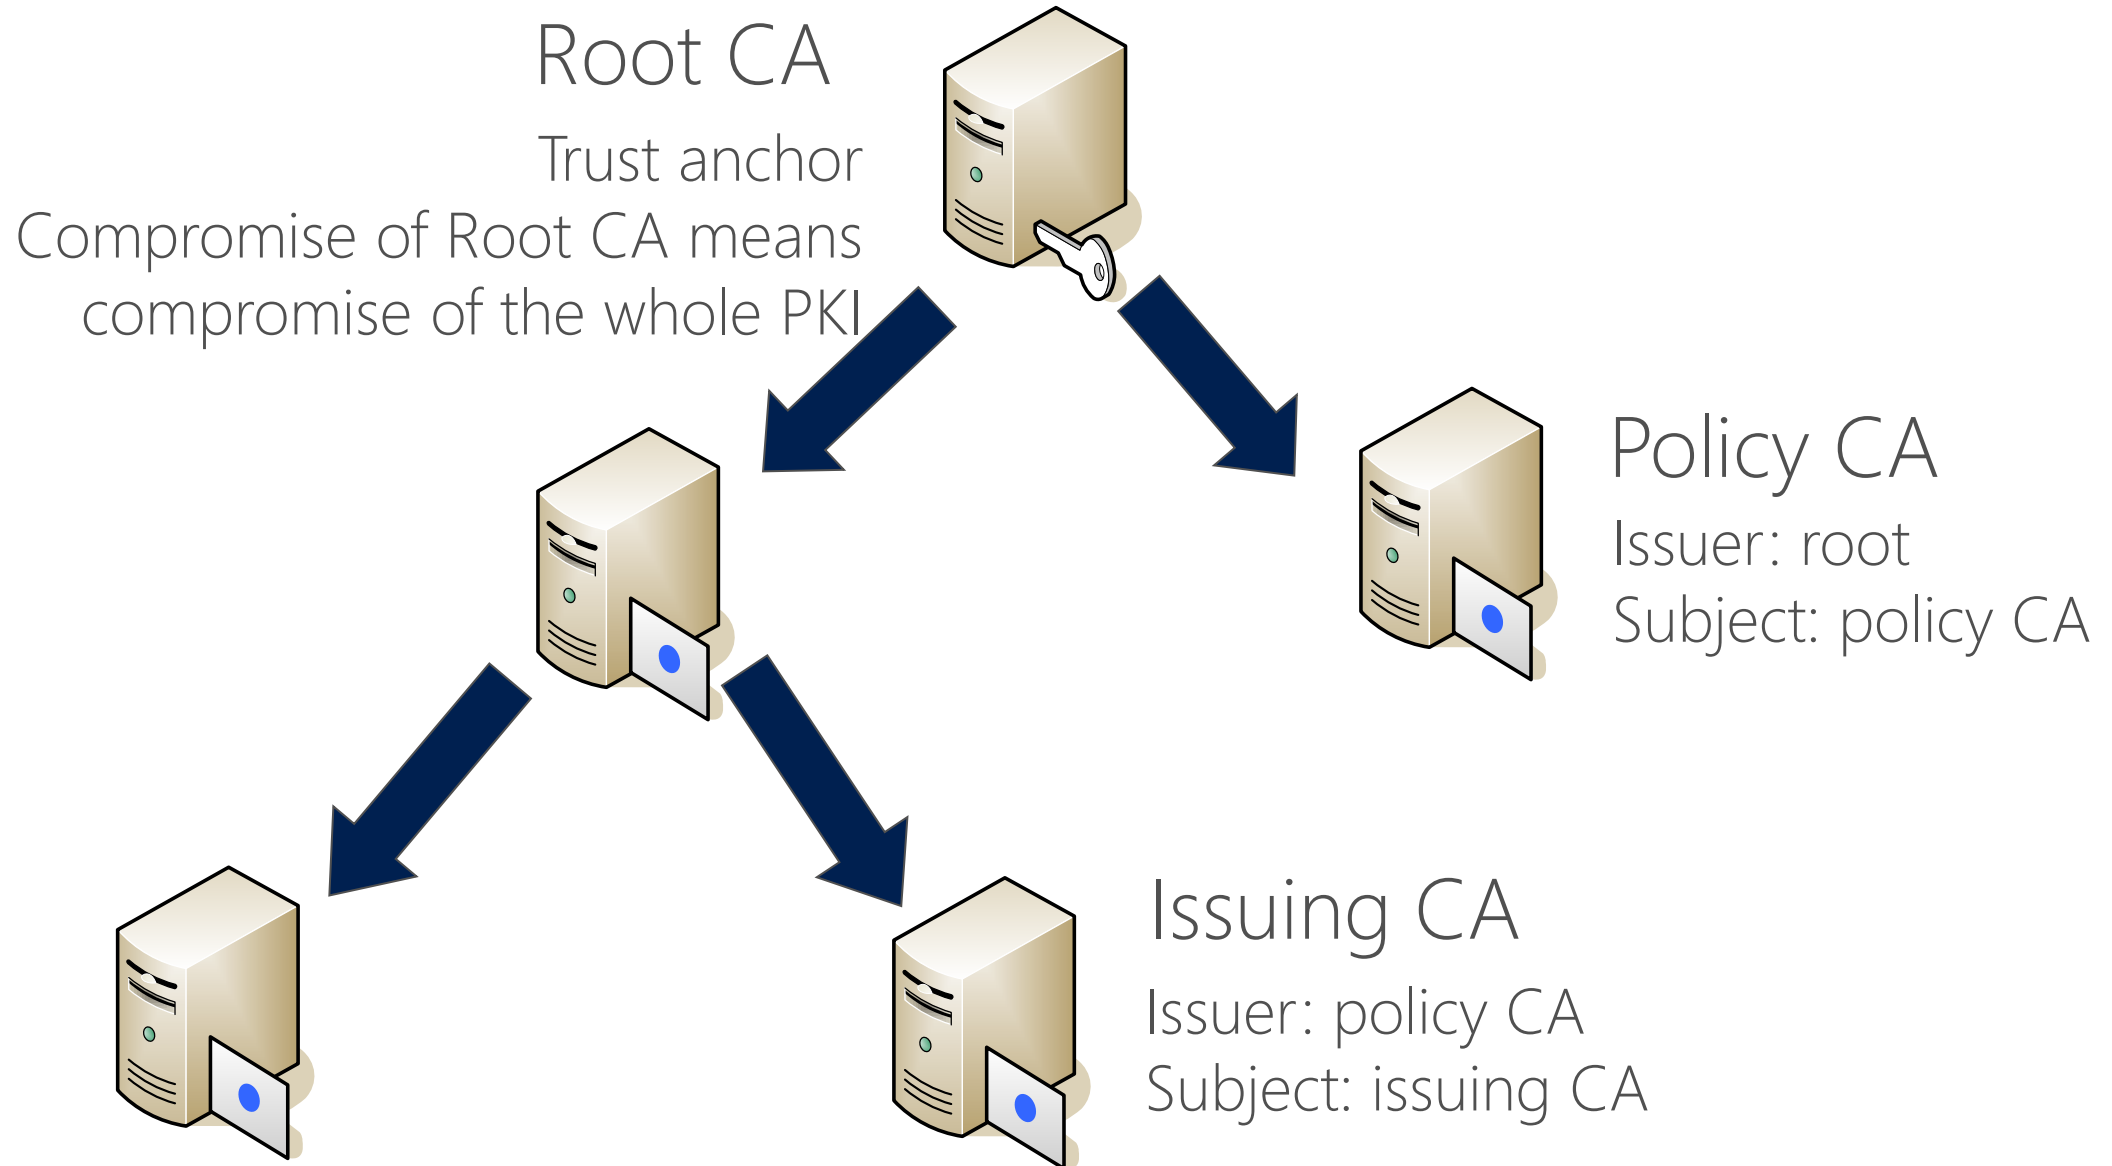 Root CA
Trust anchor
Compromise of Root CA means
compromise of the whole PKI
Policy CA
Issuer: root
Subject: policy CA
Issuing CA
Issuer: policy CA
Subject: issuing CA